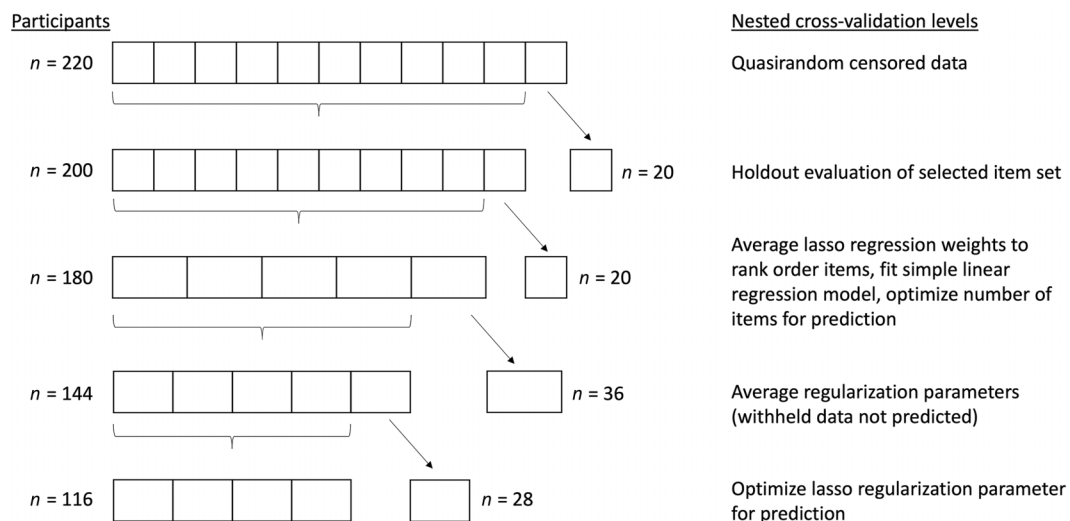 Participants
Nested cross-validation levels
n = 220
Quasirandom censored data
n = 200
n = 20
Holdout evaluation of selected item set
n = 180
n = 20
Average lasso regression weights to
rank order items, fit simple linear
regression model, optimize number of
items for prediction
n = 144
n = 36
Average regularization parameters
(withheld data not predicted)
n = 116
n = 28
Optimize lasso regularization parameter
for prediction